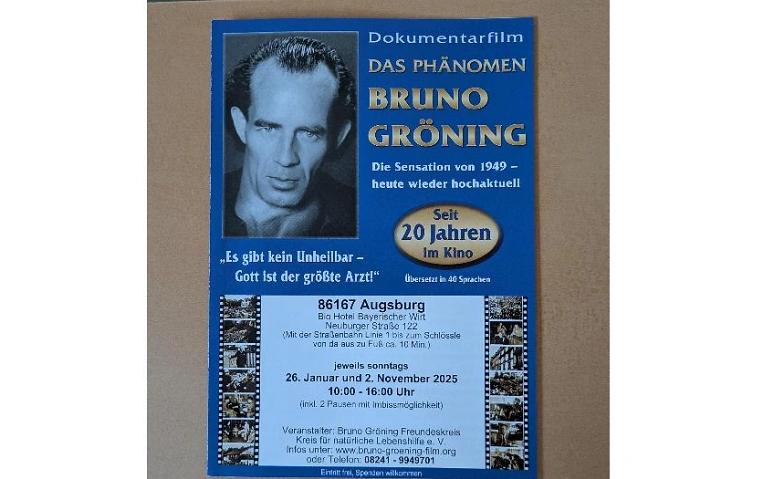 Dokumentarfilm
DAS PHÄNOMEN
BRUNO
GRÖNING
Die Sensation von 1949 –
heute wieder hochaktuell
Seit
20 Jahren
im Kino
„Es gibt kein Unheilbar –
Gott ist der größte Arzt!“
Übersetzt in 40 Sprachen
86167 Augsburg
Bio Hotel Bayerischer Wirt
Neuburger Straße 122
(Mit der Straßenbahn Linie 1 bis zum Schlössle
von da aus zu Fuß ca. 10 Min.)
jeweils sonntags
26. Januar und 2. November 2025
10:00 - 16:00 Uhr
(inkl. 2 Pausen mit Imbissmöglichkeit)
Veranstalter: Bruno Gröning Freundeskreis
Kreis für natürliche Lebenshilfe e. V.
Infos unter: www.bruno-groening-film.org
oder Telefon: 08241 - 9949701
Eintritt frei, Spenden willkommen